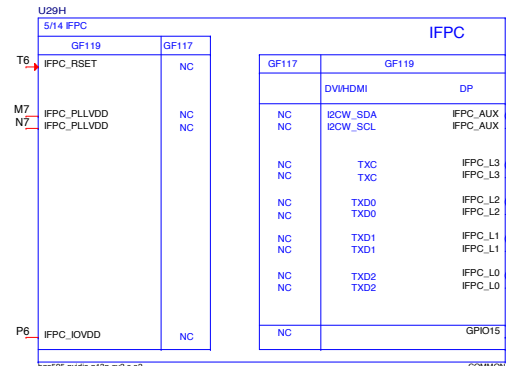 U29H
5/14 IFPC
IFPC
GF119 GF117
T6 IFPC_RSET NC
GF117 GF119
DVI/HDMI DP
M7 IFPC_PLLVDD NC
N7 IFPC_PLLVDD NC
NC I2CW_SDA IFPC_AUX
NC I2CW_SCL IFPC_AUX
NC TXC IFPC_L3
NC TXC IFPC_L3
NC TXD0 IFPC_L2
NC TXD0 IFPC_L2
NC TXD1 IFPC_L1
NC TXD1 IFPC_L1
NC TXD2 IFPC_L0
NC TXD2 IFPC_L0
P6 IFPC_IOVDD NC
NC GPIO15
COMMON